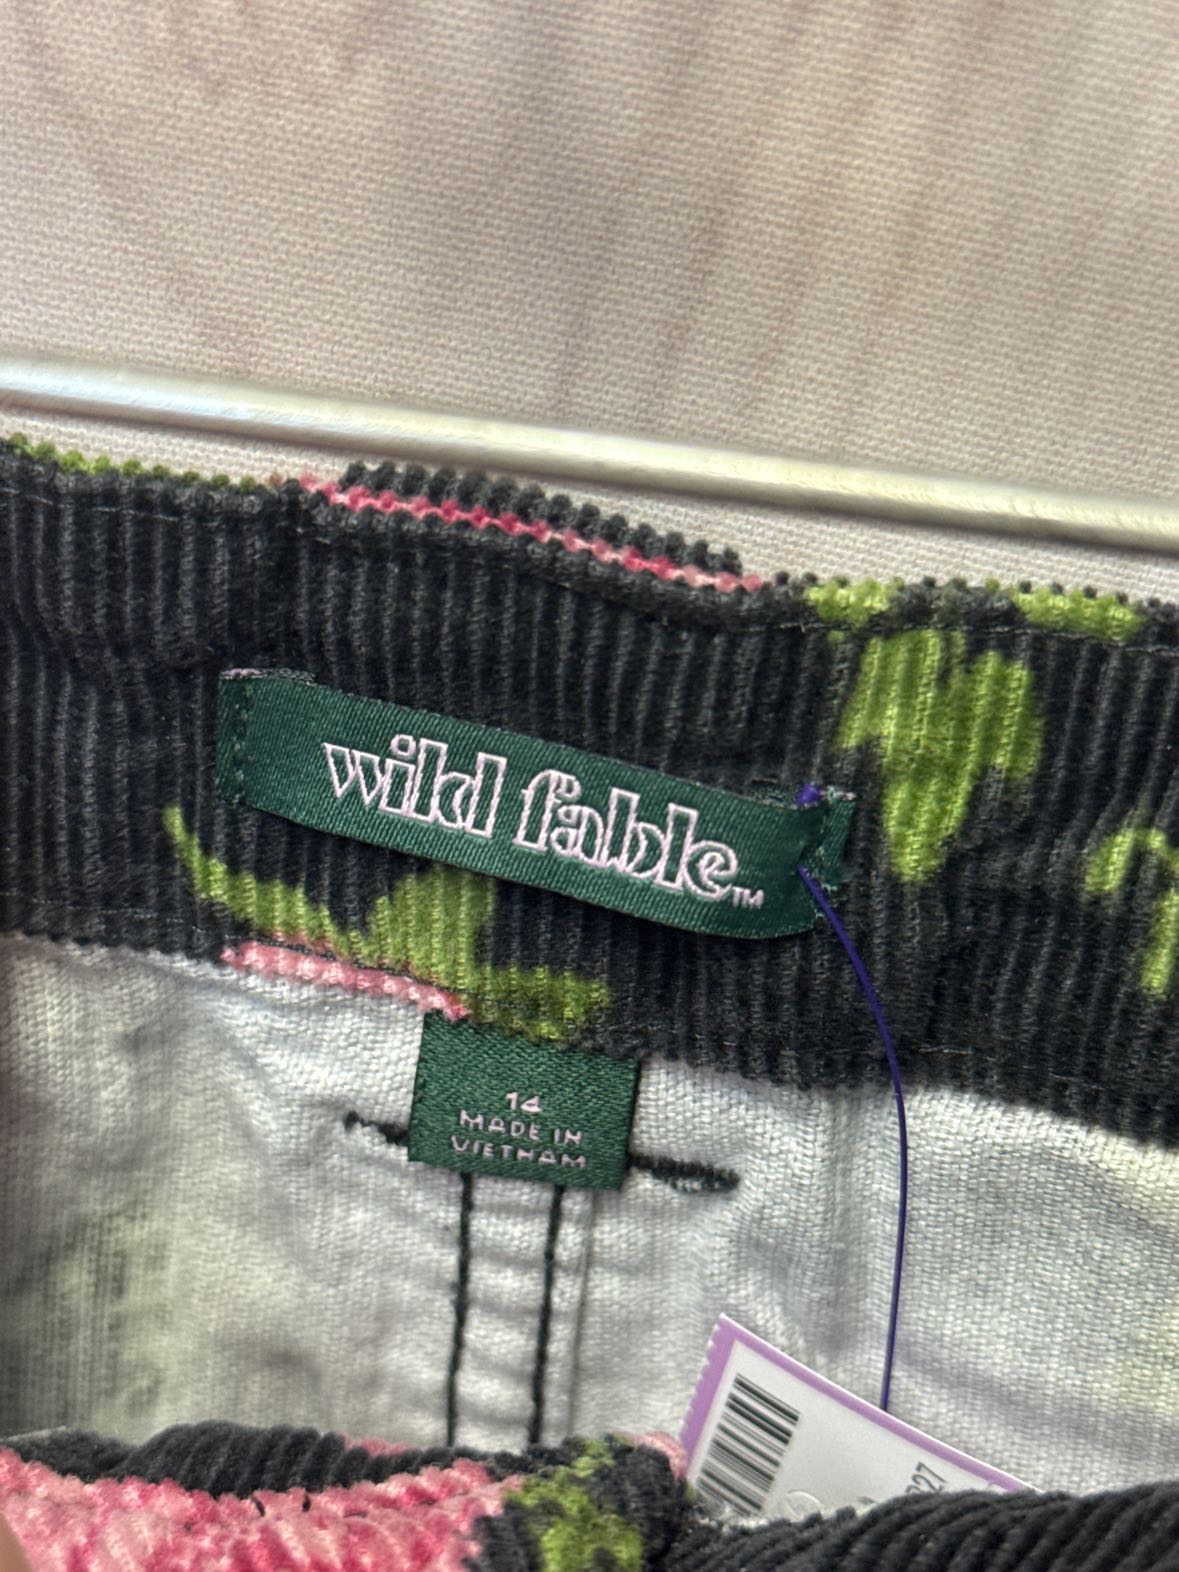 wild fable™
14
MADE IN
VIETNAM